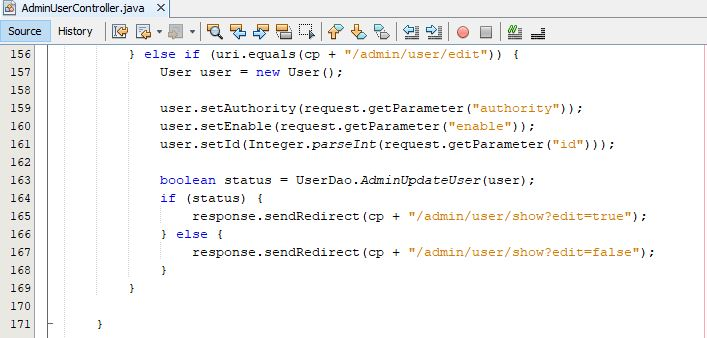 AdminUserController.java ×
Source History
156 } else if (uri.equals(cp + "/admin/user/edit")) {
157 User user = new User();
158
159 user.setAuthority(request.getParameter("authority"));
160 user.setEnable(request.getParameter("enable"));
161 user.setId(Integer.parseInt(request.getParameter("id")));
162
163 boolean status = UserDao.AdminUpdateUser(user);
164 if (status) {
165 response.sendRedirect(cp + "/admin/user/show?edit=true");
166 } else {
167 response.sendRedirect(cp + "/admin/user/show?edit=false");
168 }
169 }
170
171 }